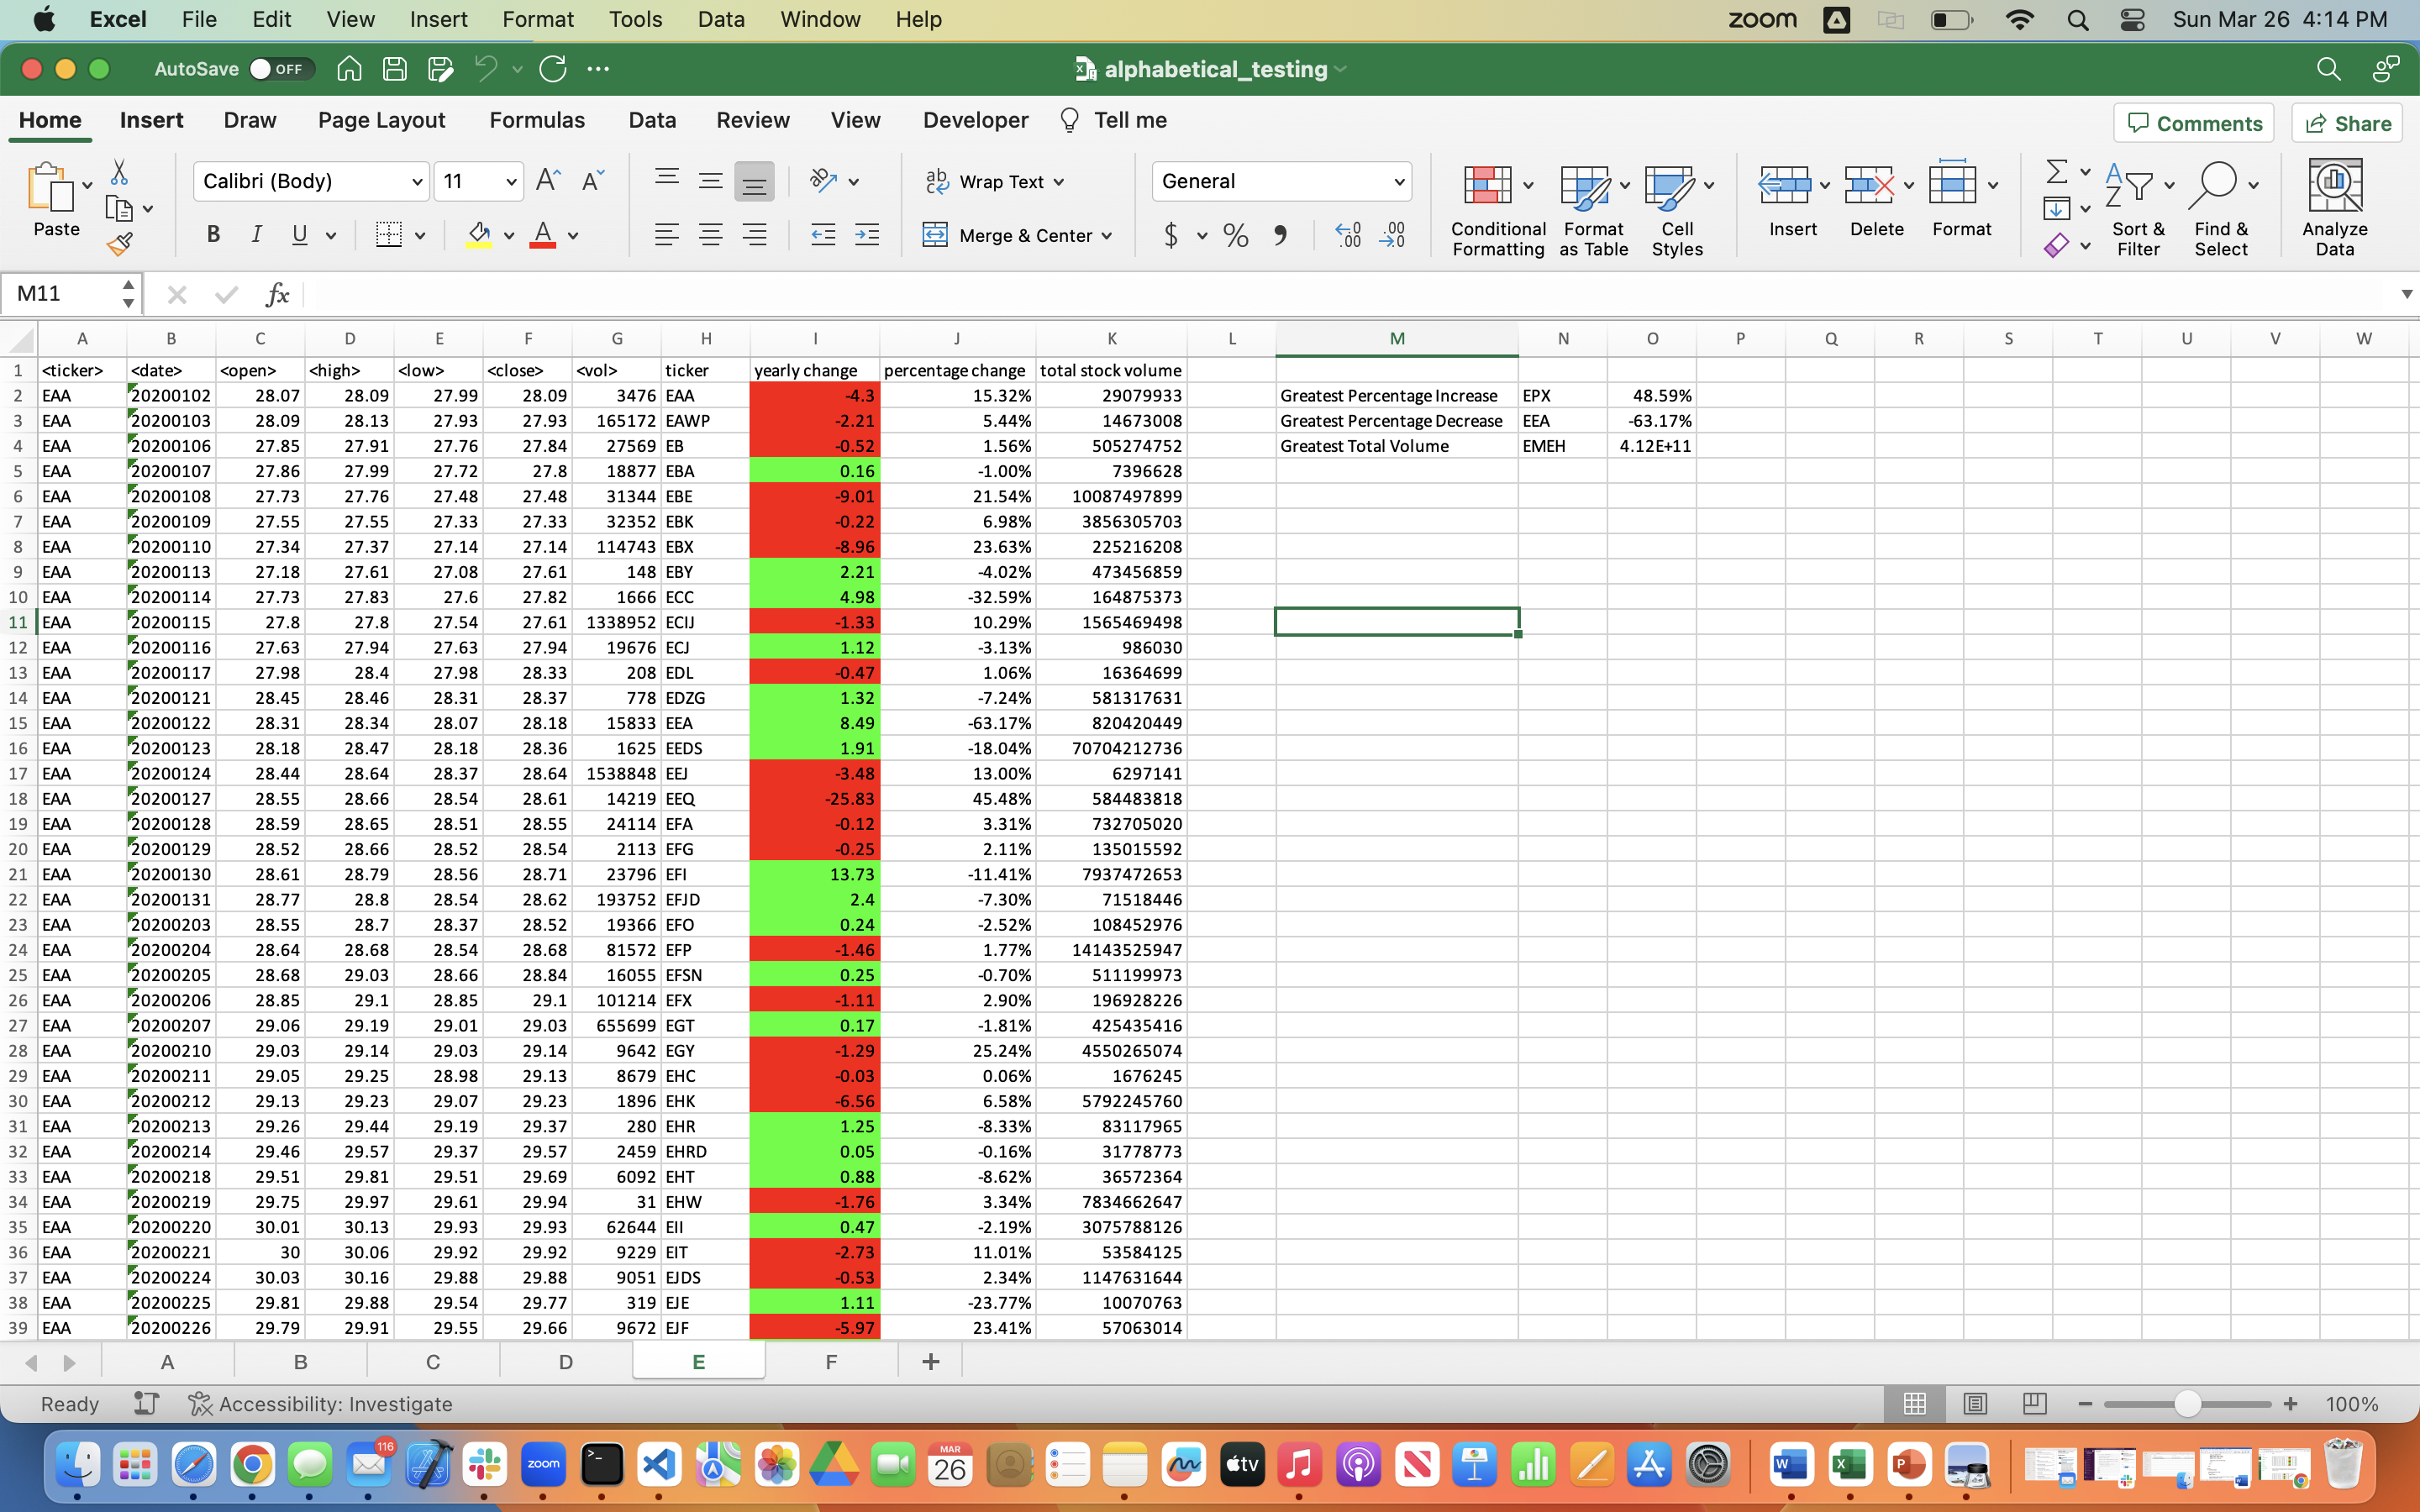 Excel File Edit View Insert Format Tools Data Window Help zoom Sun Mar 26 4:14 PM
AutoSave OFF alphabetical_testing
Home Insert Draw Page Layout Formulas Data Review View Developer Tell me Comments Share
Paste Calibri (Body) 11 Wrap Text General Conditional Formatting Format as Table Cell Styles Insert Delete Format Sort & Filter Find & Select Analyze Data
B I U A Merge & Center $ % 9
M11 fx
A B C D E F G H I J K L M N O P Q R S T U V W
1 <ticker> <date> <open> <high> <low> <close> <vol> ticker yearly change percentage change total stock volume
2 EAA 20200102 28.07 28.09 27.99 28.09 3476 EAA -4.3 15.32% 29079933 Greatest Percentage Increase EPX 48.59%
3 EAA 20200103 28.09 28.13 27.93 27.93 165172 EAWP -2.21 5.44% 14673008 Greatest Percentage Decrease EEA -63.17%
4 EAA 20200106 27.85 27.91 27.76 27.84 27569 EB -0.52 1.56% 505274752 Greatest Total Volume EMEH 4.12E+11
5 EAA 20200107 27.86 27.99 27.72 27.8 18877 EBA 0.16 -1.00% 7396628
6 EAA 20200108 27.73 27.76 27.48 27.48 31344 EBE -9.01 21.54% 10087497899
7 EAA 20200109 27.55 27.55 27.33 27.33 32352 EBK -0.22 6.98% 3856305703
8 EAA 20200110 27.34 27.37 27.14 27.14 114743 EBX -8.96 23.63% 225216208
9 EAA 20200113 27.18 27.61 27.08 27.61 148 EBY 2.21 -4.02% 473456859
10 EAA 20200114 27.73 27.83 27.6 27.82 1666 ECC 4.98 -32.59% 164875373
11 EAA 20200115 27.8 27.8 27.54 27.61 1338952 ECIJ -1.33 10.29% 1565469498
12 EAA 20200116 27.63 27.94 27.63 27.94 19676 ECJ 1.12 -3.13% 986030
13 EAA 20200117 27.98 28.4 27.98 28.33 208 EDL -0.47 1.06% 16364699
14 EAA 20200121 28.45 28.46 28.31 28.37 778 EDZG 1.32 -7.24% 581317631
15 EAA 20200122 28.31 28.34 28.07 28.18 15833 EEA 8.49 -63.17% 820420449
16 EAA 20200123 28.18 28.47 28.18 28.36 1625 EEDS 1.91 -18.04% 70704212736
17 EAA 20200124 28.44 28.64 28.37 28.64 1538848 EEJ -3.48 13.00% 6297141
18 EAA 20200127 28.55 28.66 28.54 28.61 14219 EEQ -25.83 45.48% 584483818
19 EAA 20200128 28.59 28.65 28.51 28.55 24114 EFA -0.12 3.31% 732705020
20 EAA 20200129 28.52 28.66 28.52 28.54 2113 EFG -0.25 2.11% 135015592
21 EAA 20200130 28.61 28.79 28.56 28.71 23796 EFI 13.73 -11.41% 7937472653
22 EAA 20200131 28.77 28.8 28.54 28.62 193752 EFJD 2.4 -7.30% 71518446
23 EAA 20200203 28.55 28.7 28.37 28.52 19366 EFO 0.24 -2.52% 108452976
24 EAA 20200204 28.64 28.68 28.54 28.68 81572 EFP -1.46 1.77% 14143525947
25 EAA 20200205 28.68 29.03 28.66 28.84 16055 EFSN 0.25 -0.70% 511199973
26 EAA 20200206 28.85 29.1 28.85 29.1 101214 EFX -1.11 2.90% 196928226
27 EAA 20200207 29.06 29.19 29.01 29.03 655699 EGT 0.17 -1.81% 425435416
28 EAA 20200210 29.03 29.14 29.03 29.14 9642 EGY -1.29 25.24% 4550265074
29 EAA 20200211 29.05 29.25 28.98 29.13 8679 EHC -0.03 0.06% 1676245
30 EAA 20200212 29.13 29.23 29.07 29.23 1896 EHK -6.56 6.58% 5792245760
31 EAA 20200213 29.26 29.44 29.19 29.37 280 EHR 1.25 -8.33% 83117965
32 EAA 20200214 29.46 29.57 29.37 29.57 2459 EHRD 0.05 -0.16% 31778773
33 EAA 20200218 29.51 29.81 29.51 29.69 6092 EHT 0.88 -8.62% 36572364
34 EAA 20200219 29.75 29.97 29.61 29.94 31 EHW -1.76 3.34% 7834662647
35 EAA 20200220 30.01 30.13 29.93 29.93 62644 EII 0.47 -2.19% 3075788126
36 EAA 20200221 30 30.06 29.92 29.92 9229 EIT -2.73 11.01% 53584125
37 EAA 20200224 30.03 30.16 29.88 29.88 9051 EJDS -0.53 2.34% 1147631644
38 EAA 20200225 29.81 29.88 29.54 29.77 319 EJE 1.11 -23.77% 10070763
39 EAA 20200226 29.79 29.91 29.55 29.66 9672 EJF -5.97 23.41% 57063014
A B C D E F +
Ready Accessibility: Investigate 100%
116 zoom MAR 26 tv W X P